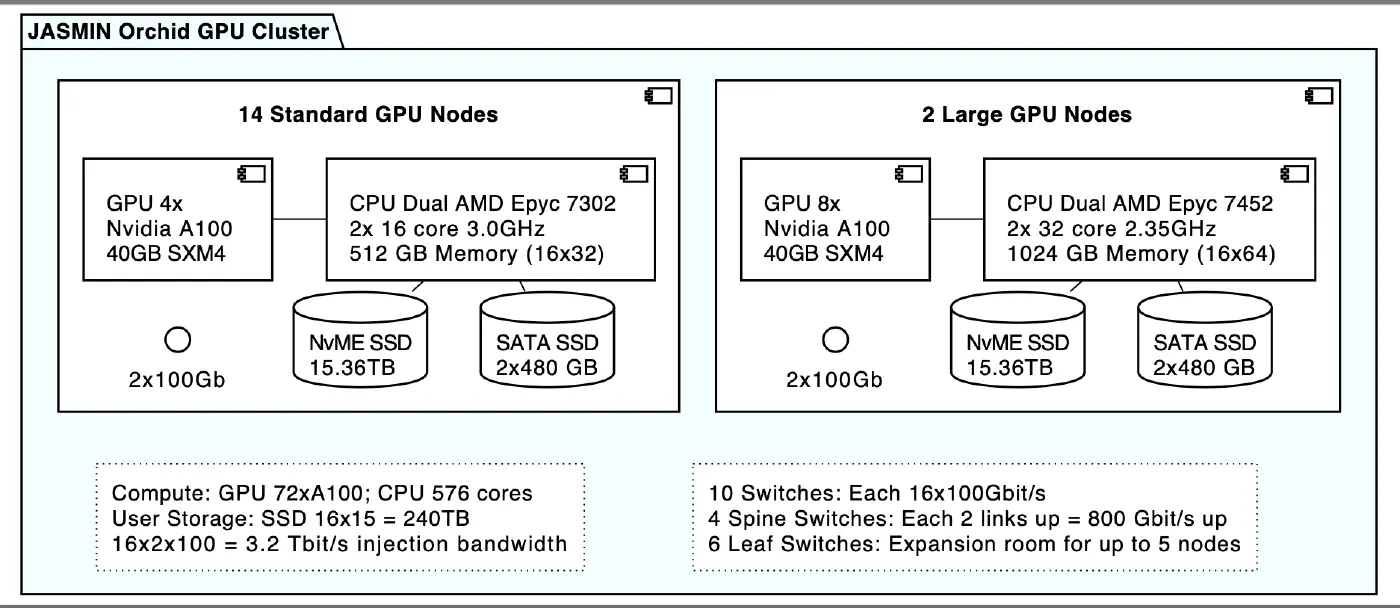 JASMIN Orchid GPU Cluster
14 Standard GPU Nodes
GPU 4x
Nvidia A100
40GB SXM4
CPU Dual AMD Epyc 7302
2x 16 core 3.0GHz
512 GB Memory (16x32)
NvME SSD
15.36TB
SATA SSD
2x480 GB
2x100Gb
2 Large GPU Nodes
GPU 8x
Nvidia A100
40GB SXM4
CPU Dual AMD Epyc 7452
2x 32 core 2.35GHz
1024 GB Memory (16x64)
NvME SSD
15.36TB
SATA SSD
2x480 GB
2x100Gb
Compute: GPU 72xA100; CPU 576 cores
User Storage: SSD 16x15 = 240TB
16x2x100 = 3.2 Tbit/s injection bandwidth
10 Switches: Each 16x100Gbit/s
4 Spine Switches: Each 2 links up = 800 Gbit/s up
6 Leaf Switches: Expansion room for up to 5 nodes